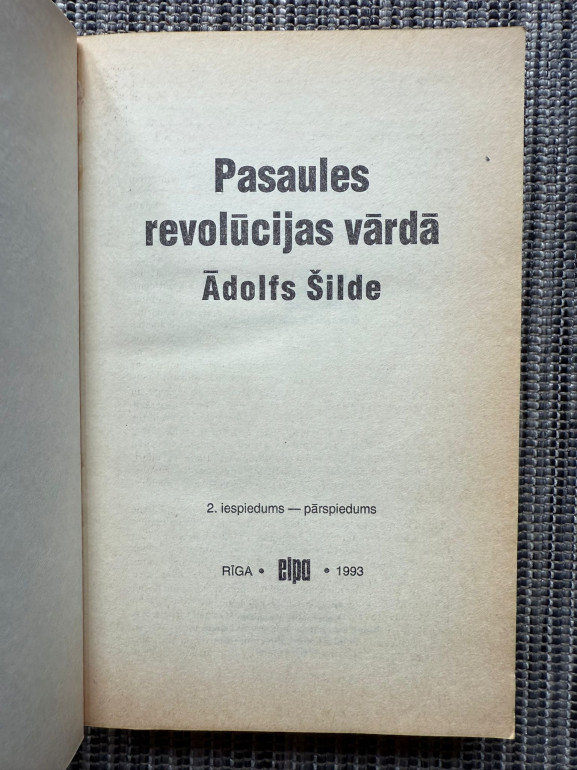 Pasaules
revolūcijas vārdā
Ādolfs Šilde
2. iespiedums — pārspiedums
RĪGA • elpa • 1993